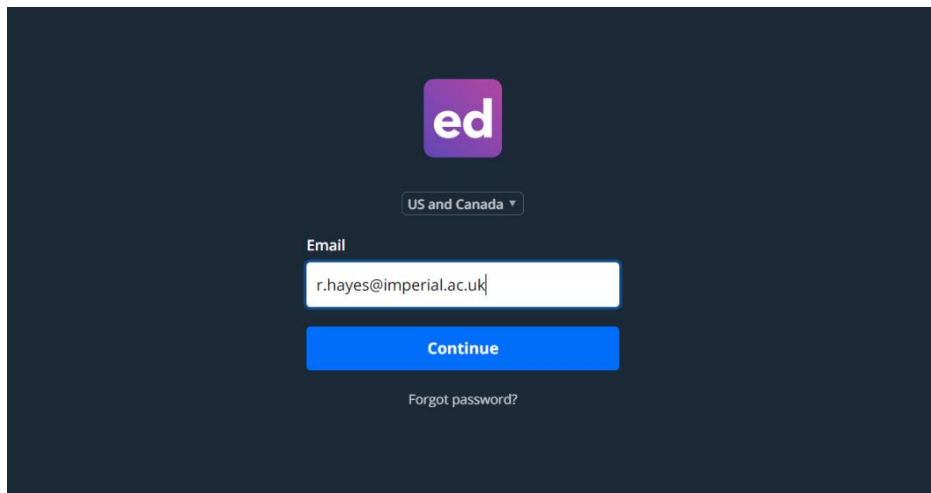 ed
US and Canada
Email
r.hayes@imperial.ac.uk
Continue
Forgot password?